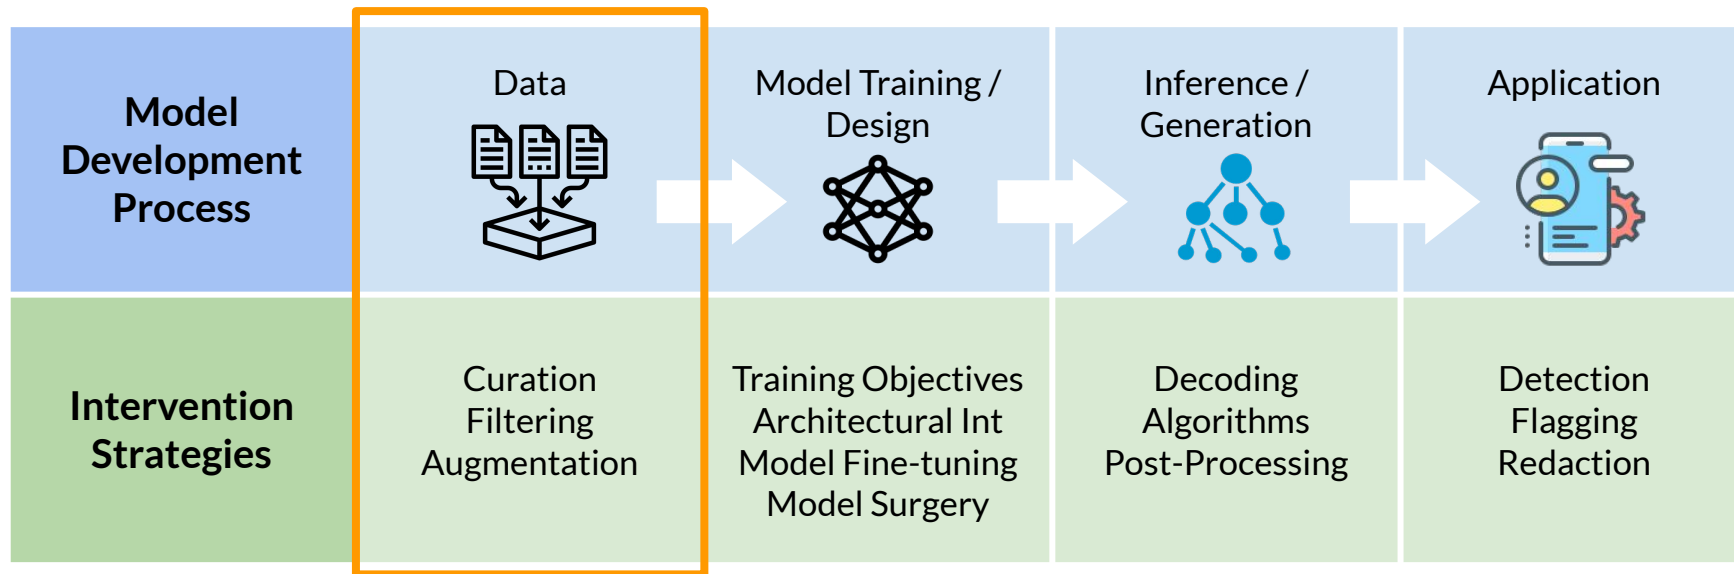 Model
Development
Process
Data
Model Training /
Design
Inference /
Generation
Application
Intervention
Strategies
Curation
Filtering
Augmentation
Training Objectives
Architectural Int
Model Fine-tuning
Model Surgery
Decoding
Algorithms
Post-Processing
Detection
Flagging
Redaction